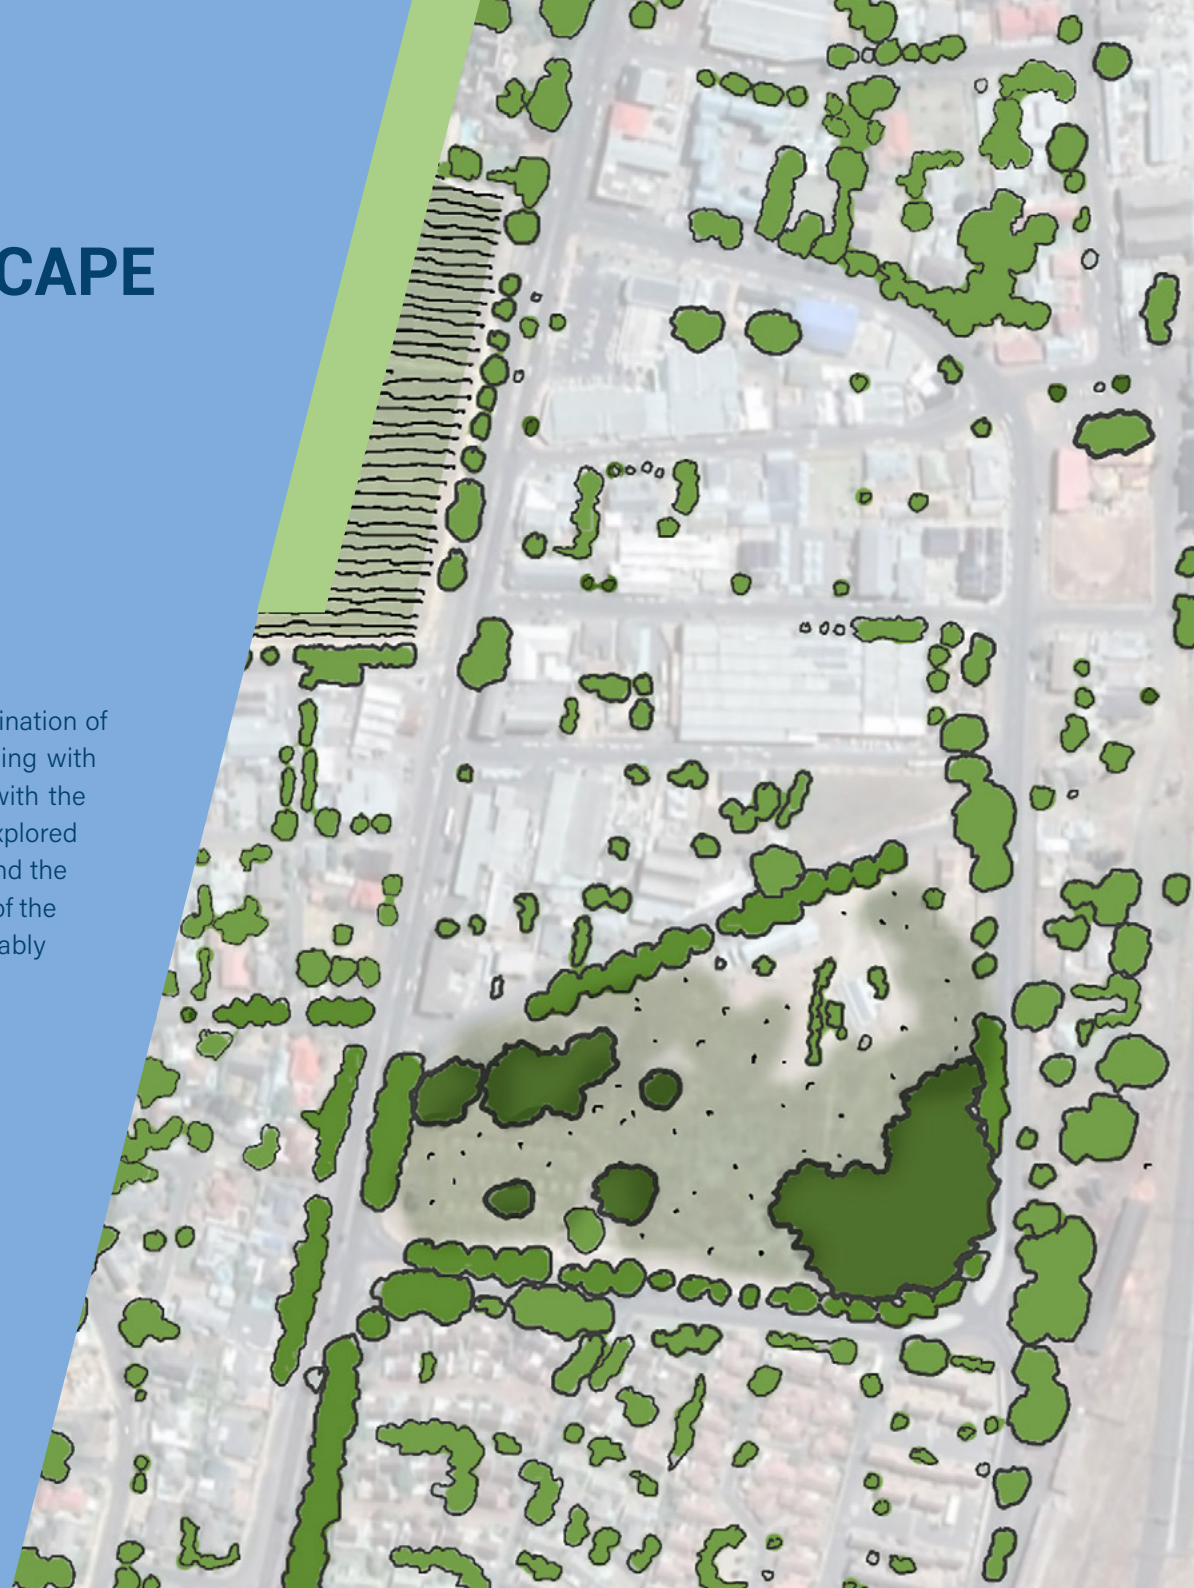 CAPE
ination of
ing with
with the
xplored
nd the
of the
ably